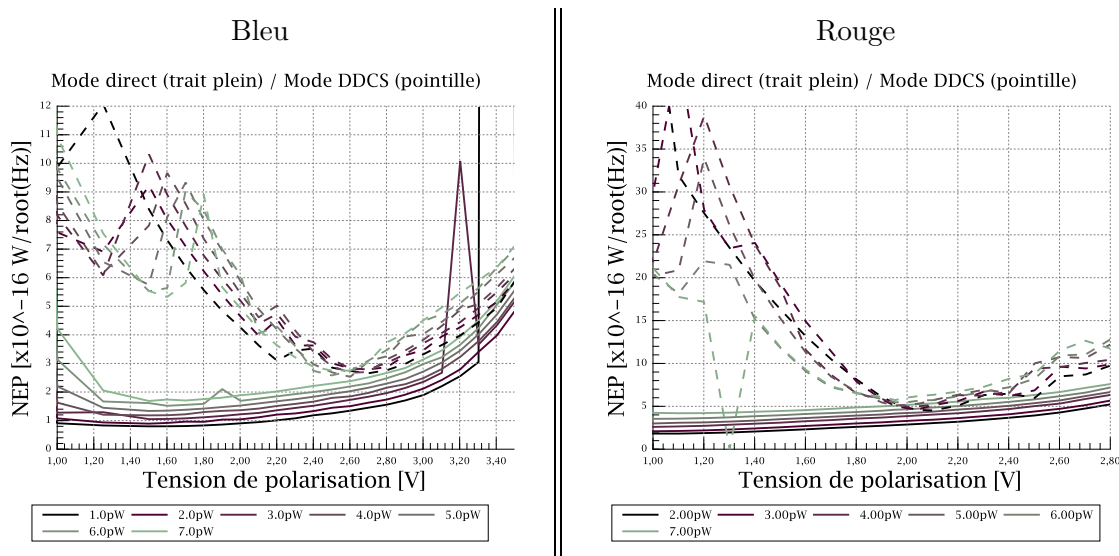 Bleu
Mode direct (trait plein) / Mode DDCS (pointille)
NEP [x10^-16 W/root(Hz)]
12
11
10
9
8
7
6
5
4
3
2
1
0
1,00 1,20 1,40 1,60 1,80 2,00 2,20 2,40 2,60 2,80 3,00 3,20 3,40
Tension de polarisation [V]
1.0pW 2.0pW 3.0pW 4.0pW 5.0pW
6.0pW 7.0pW
Rouge
Mode direct (trait plein) / Mode DDCS (pointille)
NEP [x10^-16 W/root(Hz)]
40
35
30
25
20
15
10
5
0
1,00 1,20 1,40 1,60 1,80 2,00 2,20 2,40 2,60 2,80
Tension de polarisation [V]
2.00pW 3.00pW 4.00pW 5.00pW 6.00pW
7.00pW